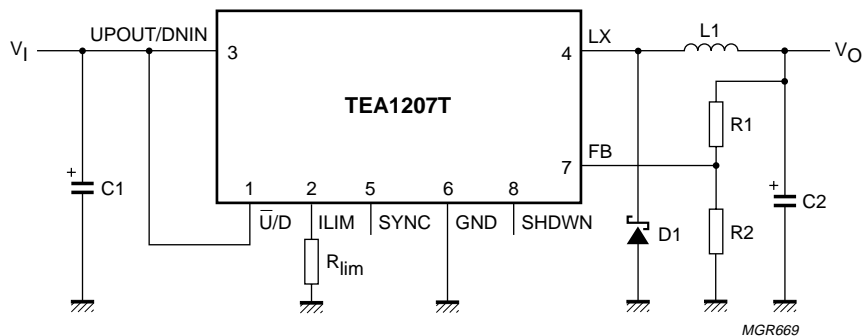 UPOUT/DNIN
LX
L1
V_I
V_O
3
4
TEA1207T
R1
7
FB
C1
1
2
5
6
8
C2
U̅/D
ILIM
SYNC
GND
SHDWN
D1
R2
R_lim
MGR669